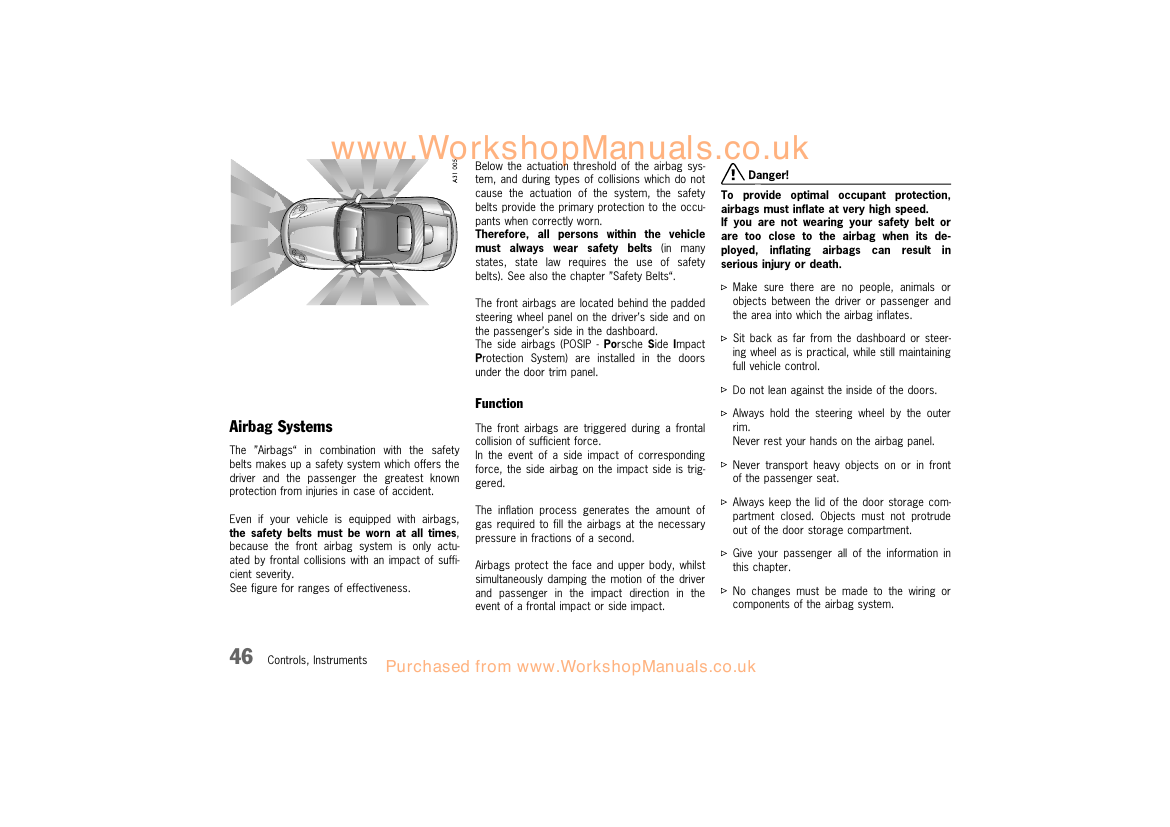 www.WorkshopManuals.co.uk
A31 005
Airbag Systems
The ”Airbags“ in combination with the safety
belts makes up a safety system which offers the
driver and the passenger the greatest known
protection from injuries in case of accident.
Even if your vehicle is equipped with airbags,
the safety belts must be worn at all times,
because the front airbag system is only actu-
ated by frontal collisions with an impact of suffi-
cient severity.
See figure for ranges of effectiveness.
Below the actuation threshold of the airbag sys-
tem, and during types of collisions which do not
cause the actuation of the system, the safety
belts provide the primary protection to the occu-
pants when correctly worn.
Therefore, all persons within the vehicle
must always wear safety belts (in many
states, state law requires the use of safety
belts). See also the chapter ”Safety Belts“.
The front airbags are located behind the padded
steering wheel panel on the driver's side and on
the passenger's side in the dashboard.
The side airbags (POSIP - Porsche Side Impact
Protection System) are installed in the doors
under the door trim panel.
Function
The front airbags are triggered during a frontal
collision of sufficient force.
In the event of a side impact of corresponding
force, the side airbag on the impact side is trig-
gered.
The inflation process generates the amount of
gas required to fill the airbags at the necessary
pressure in fractions of a second.
Airbags protect the face and upper body, whilst
simultaneously damping the motion of the driver
and passenger in the impact direction in the
event of a frontal impact or side impact.
Danger!
To provide optimal occupant protection,
airbags must inflate at very high speed.
If you are not wearing your safety belt or
are too close to the airbag when its de-
ployed, inflating airbags can result in
serious injury or death.
▷ Make sure there are no people, animals or
objects between the driver or passenger and
the area into which the airbag inflates.
▷ Sit back as far from the dashboard or steer-
ing wheel as is practical, while still maintaining
full vehicle control.
▷ Do not lean against the inside of the doors.
▷ Always hold the steering wheel by the outer
rim.
Never rest your hands on the airbag panel.
▷ Never transport heavy objects on or in front
of the passenger seat.
▷ Always keep the lid of the door storage com-
partment closed. Objects must not protrude
out of the door storage compartment.
▷ Give your passenger all of the information in
this chapter.
▷ No changes must be made to the wiring or
components of the airbag system.
46 Controls, Instruments
Purchased from www.WorkshopManuals.co.uk